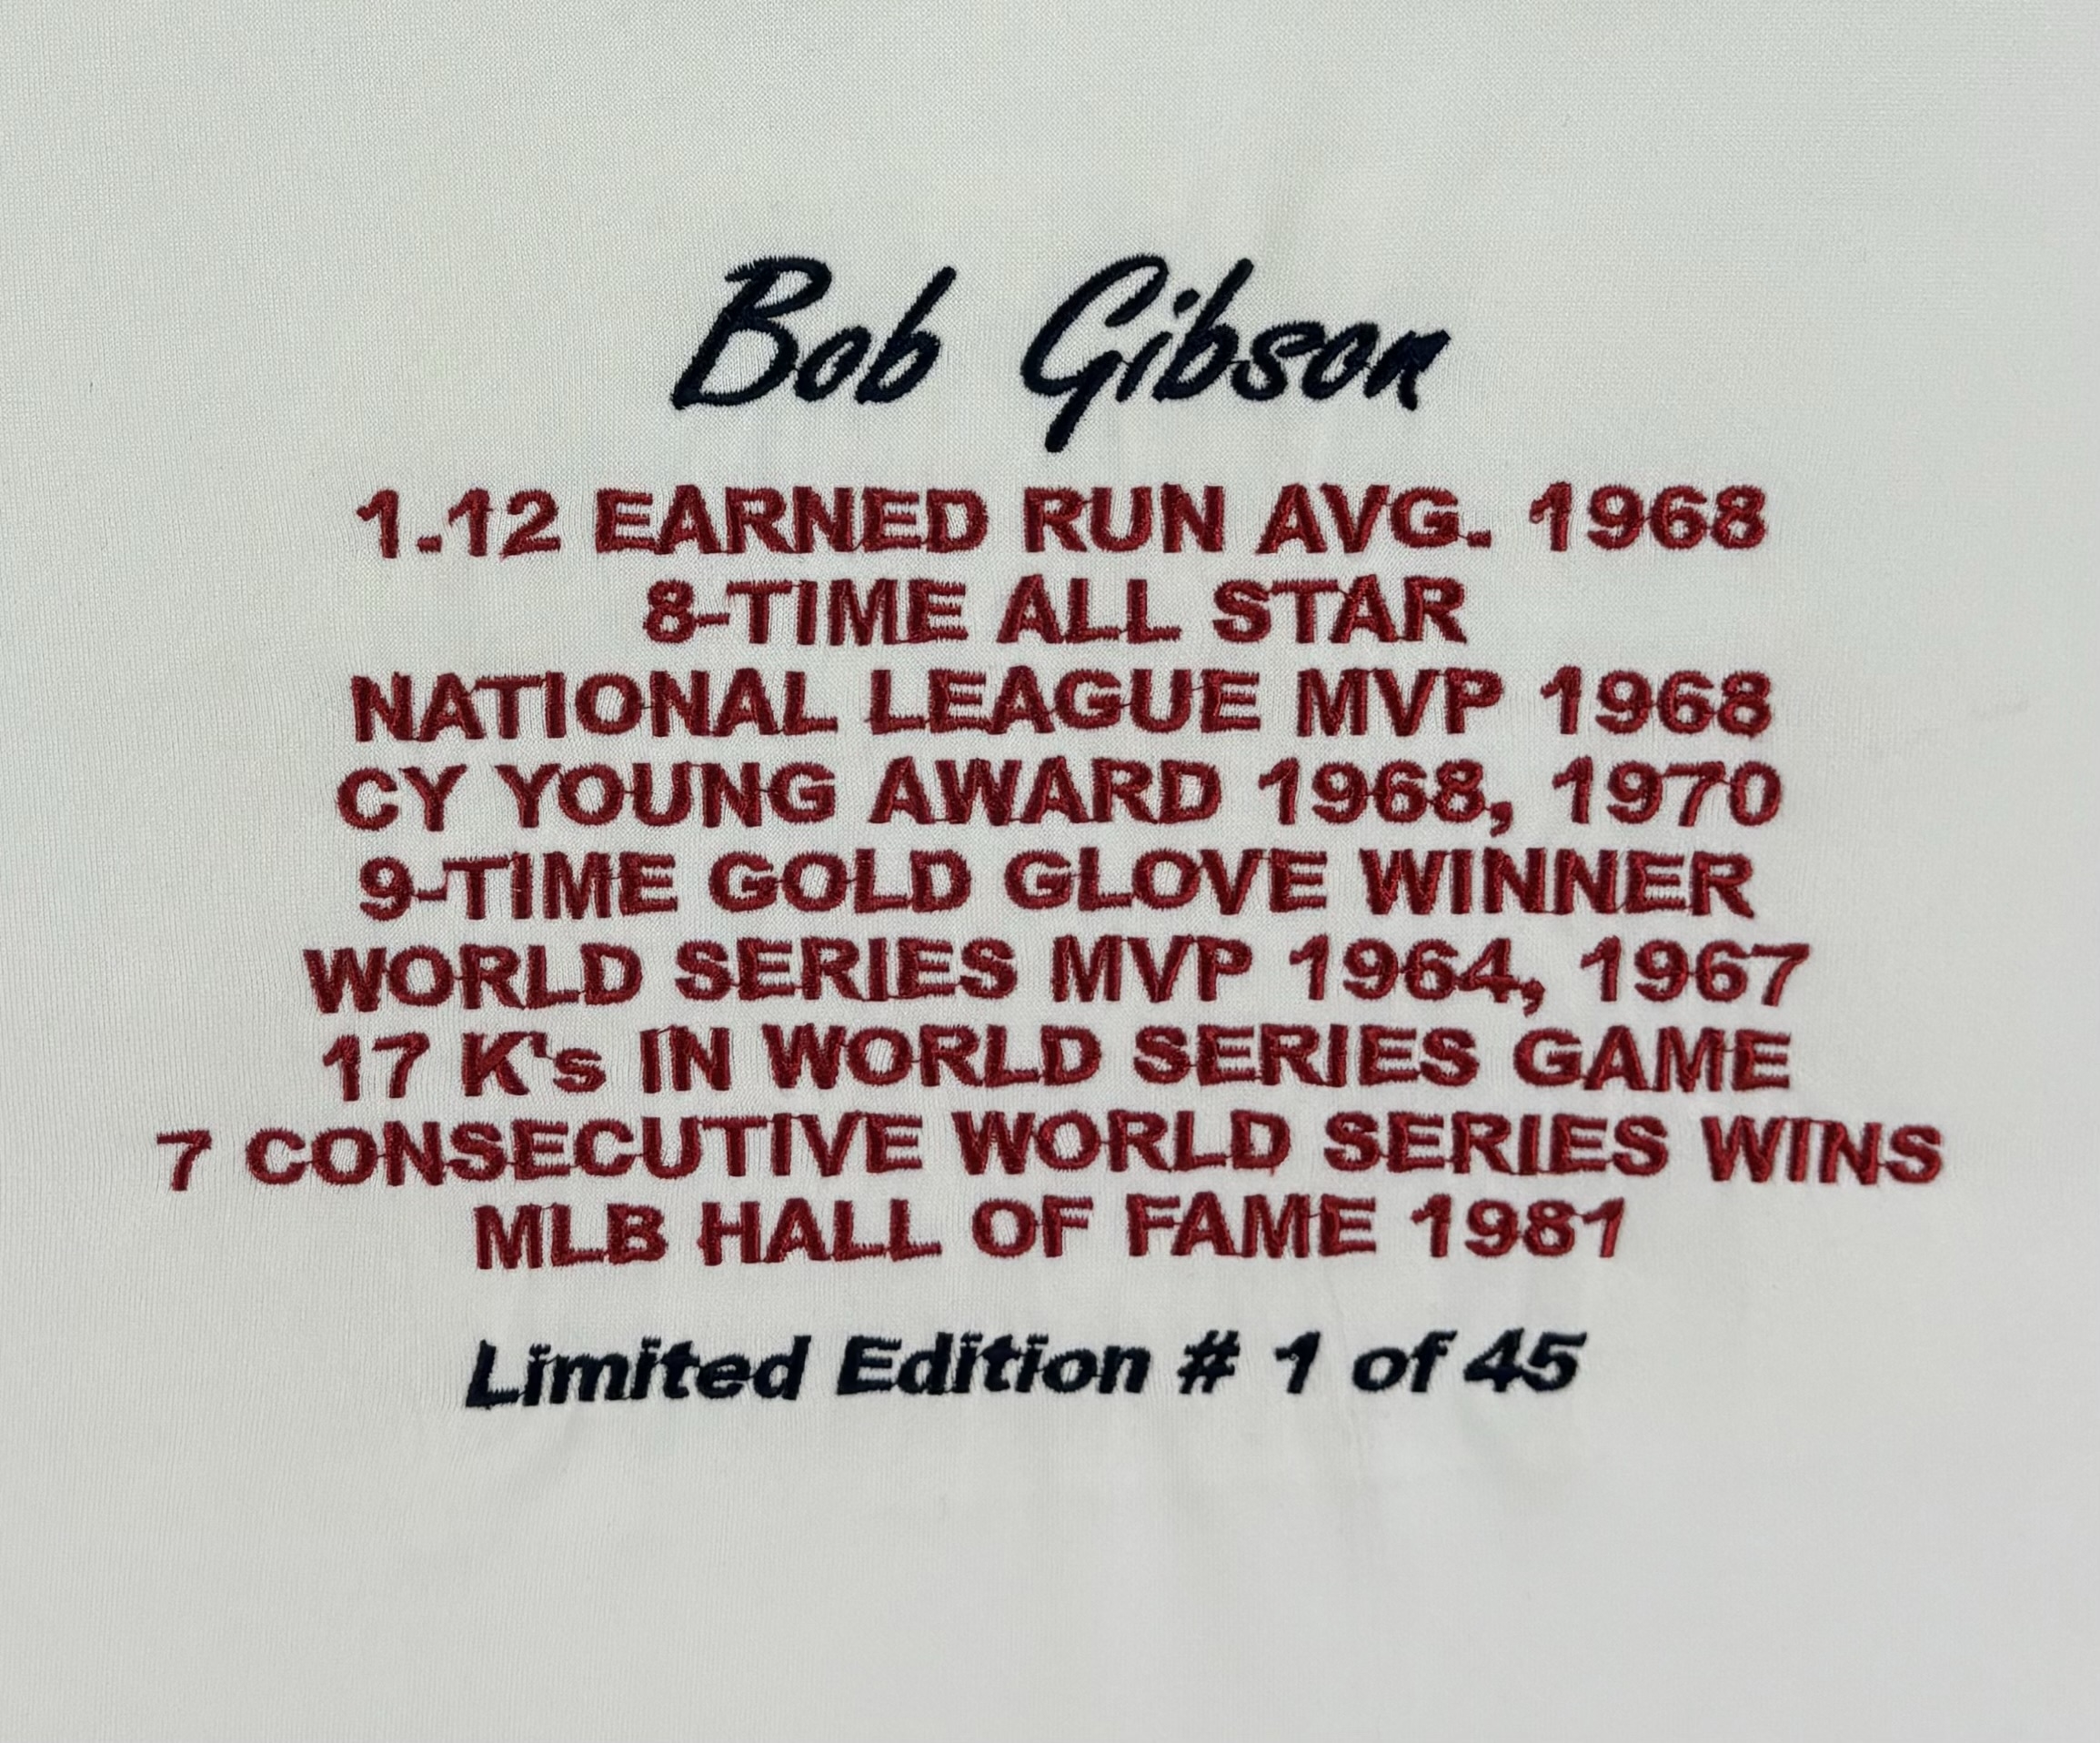 Bob Gibson
1.12 EARNED RUN AVG. 1968
8-TIME ALL STAR
NATIONAL LEAGUE MVP 1968
CY YOUNG AWARD 1968, 1970
9-TIME GOLD GLOVE WINNER
WORLD SERIES MVP 1964, 1967
17 K's IN WORLD SERIES GAME
7 CONSECUTIVE WORLD SERIES WINS
MLB HALL OF FAME 1981
Limited Edition # 1 of 45